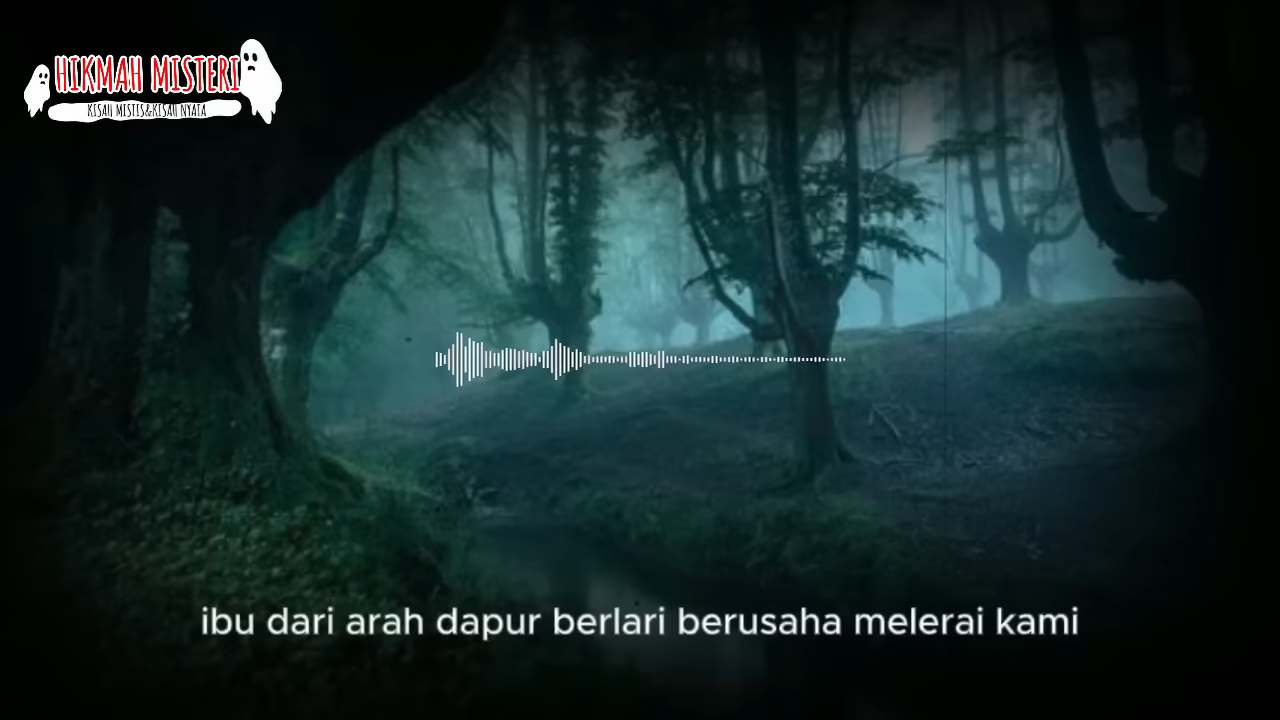 HIKMAH MISTERI
KISAH MISTIS&KISAH NYATA
ibu dari arah dapur berlari berusaha melerai kami